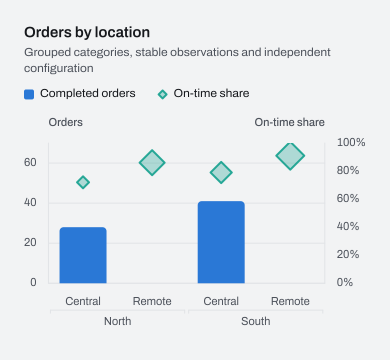 Orders by location
Grouped categories, stable observations and independent
configuration
Completed orders On-time share
Orders On-time share
60
40
20
0
100%
80%
60%
40%
20%
0%
Central Remote Central Remote
North South